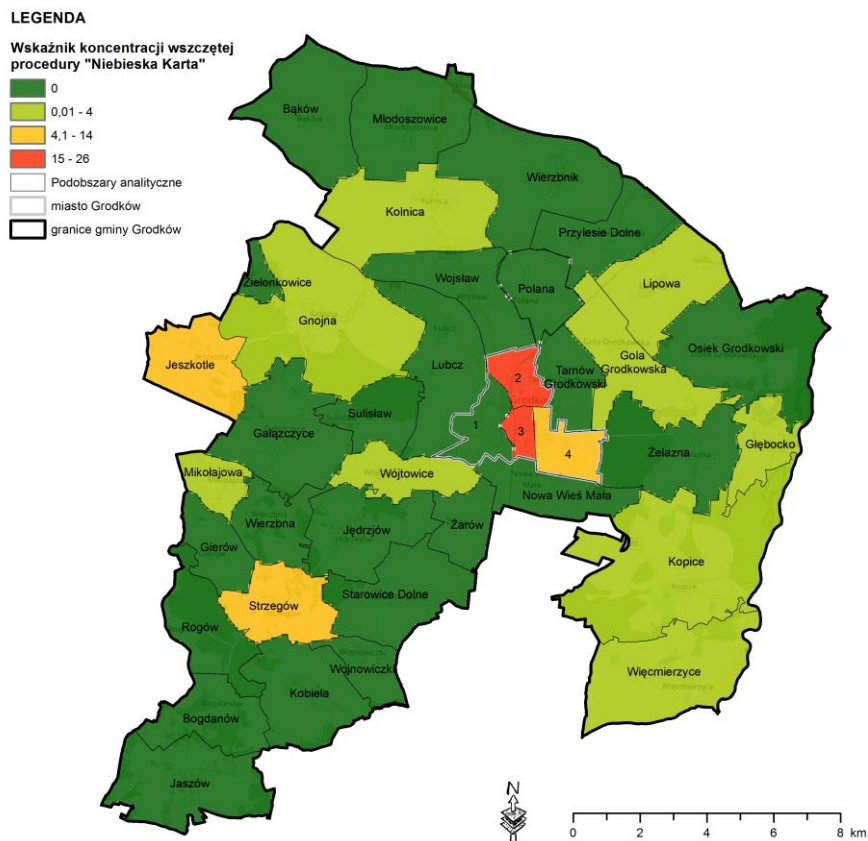 LEGENDA
Wskaźnik koncentracji wszczętej
procedury "Niebieska Karta"
0
0,01 - 4
4,1 - 14
15 - 26
Podobszary analityczne
miasto Grodków
granice gminy Grodków
Bąków
Młodoszowice
Wierzbnik
Kolnica
Przylesie Dolne
Zielonkowice
Wojsław
Polana
Lipowa
Gnojna
Jeszkotle
Lubcz
Osiek Grodkowski
Gola
Grodkowska
Tarnów
Grodkowski
2
Sulisław
Gałązczyce
1
3
4
Żelazna
Głębocko
Mikołajowa
Wójtowice
Nowa Wieś Mała
Wierzbna
Jędrzjów
Żarów
Gierów
Kopice
Strzegów
Starowice Dolne
Rogów
Wojnowiczki
Więcmierzyce
Kobiela
Bogdanów
Jaszów
N
0 2 4 6 8 km